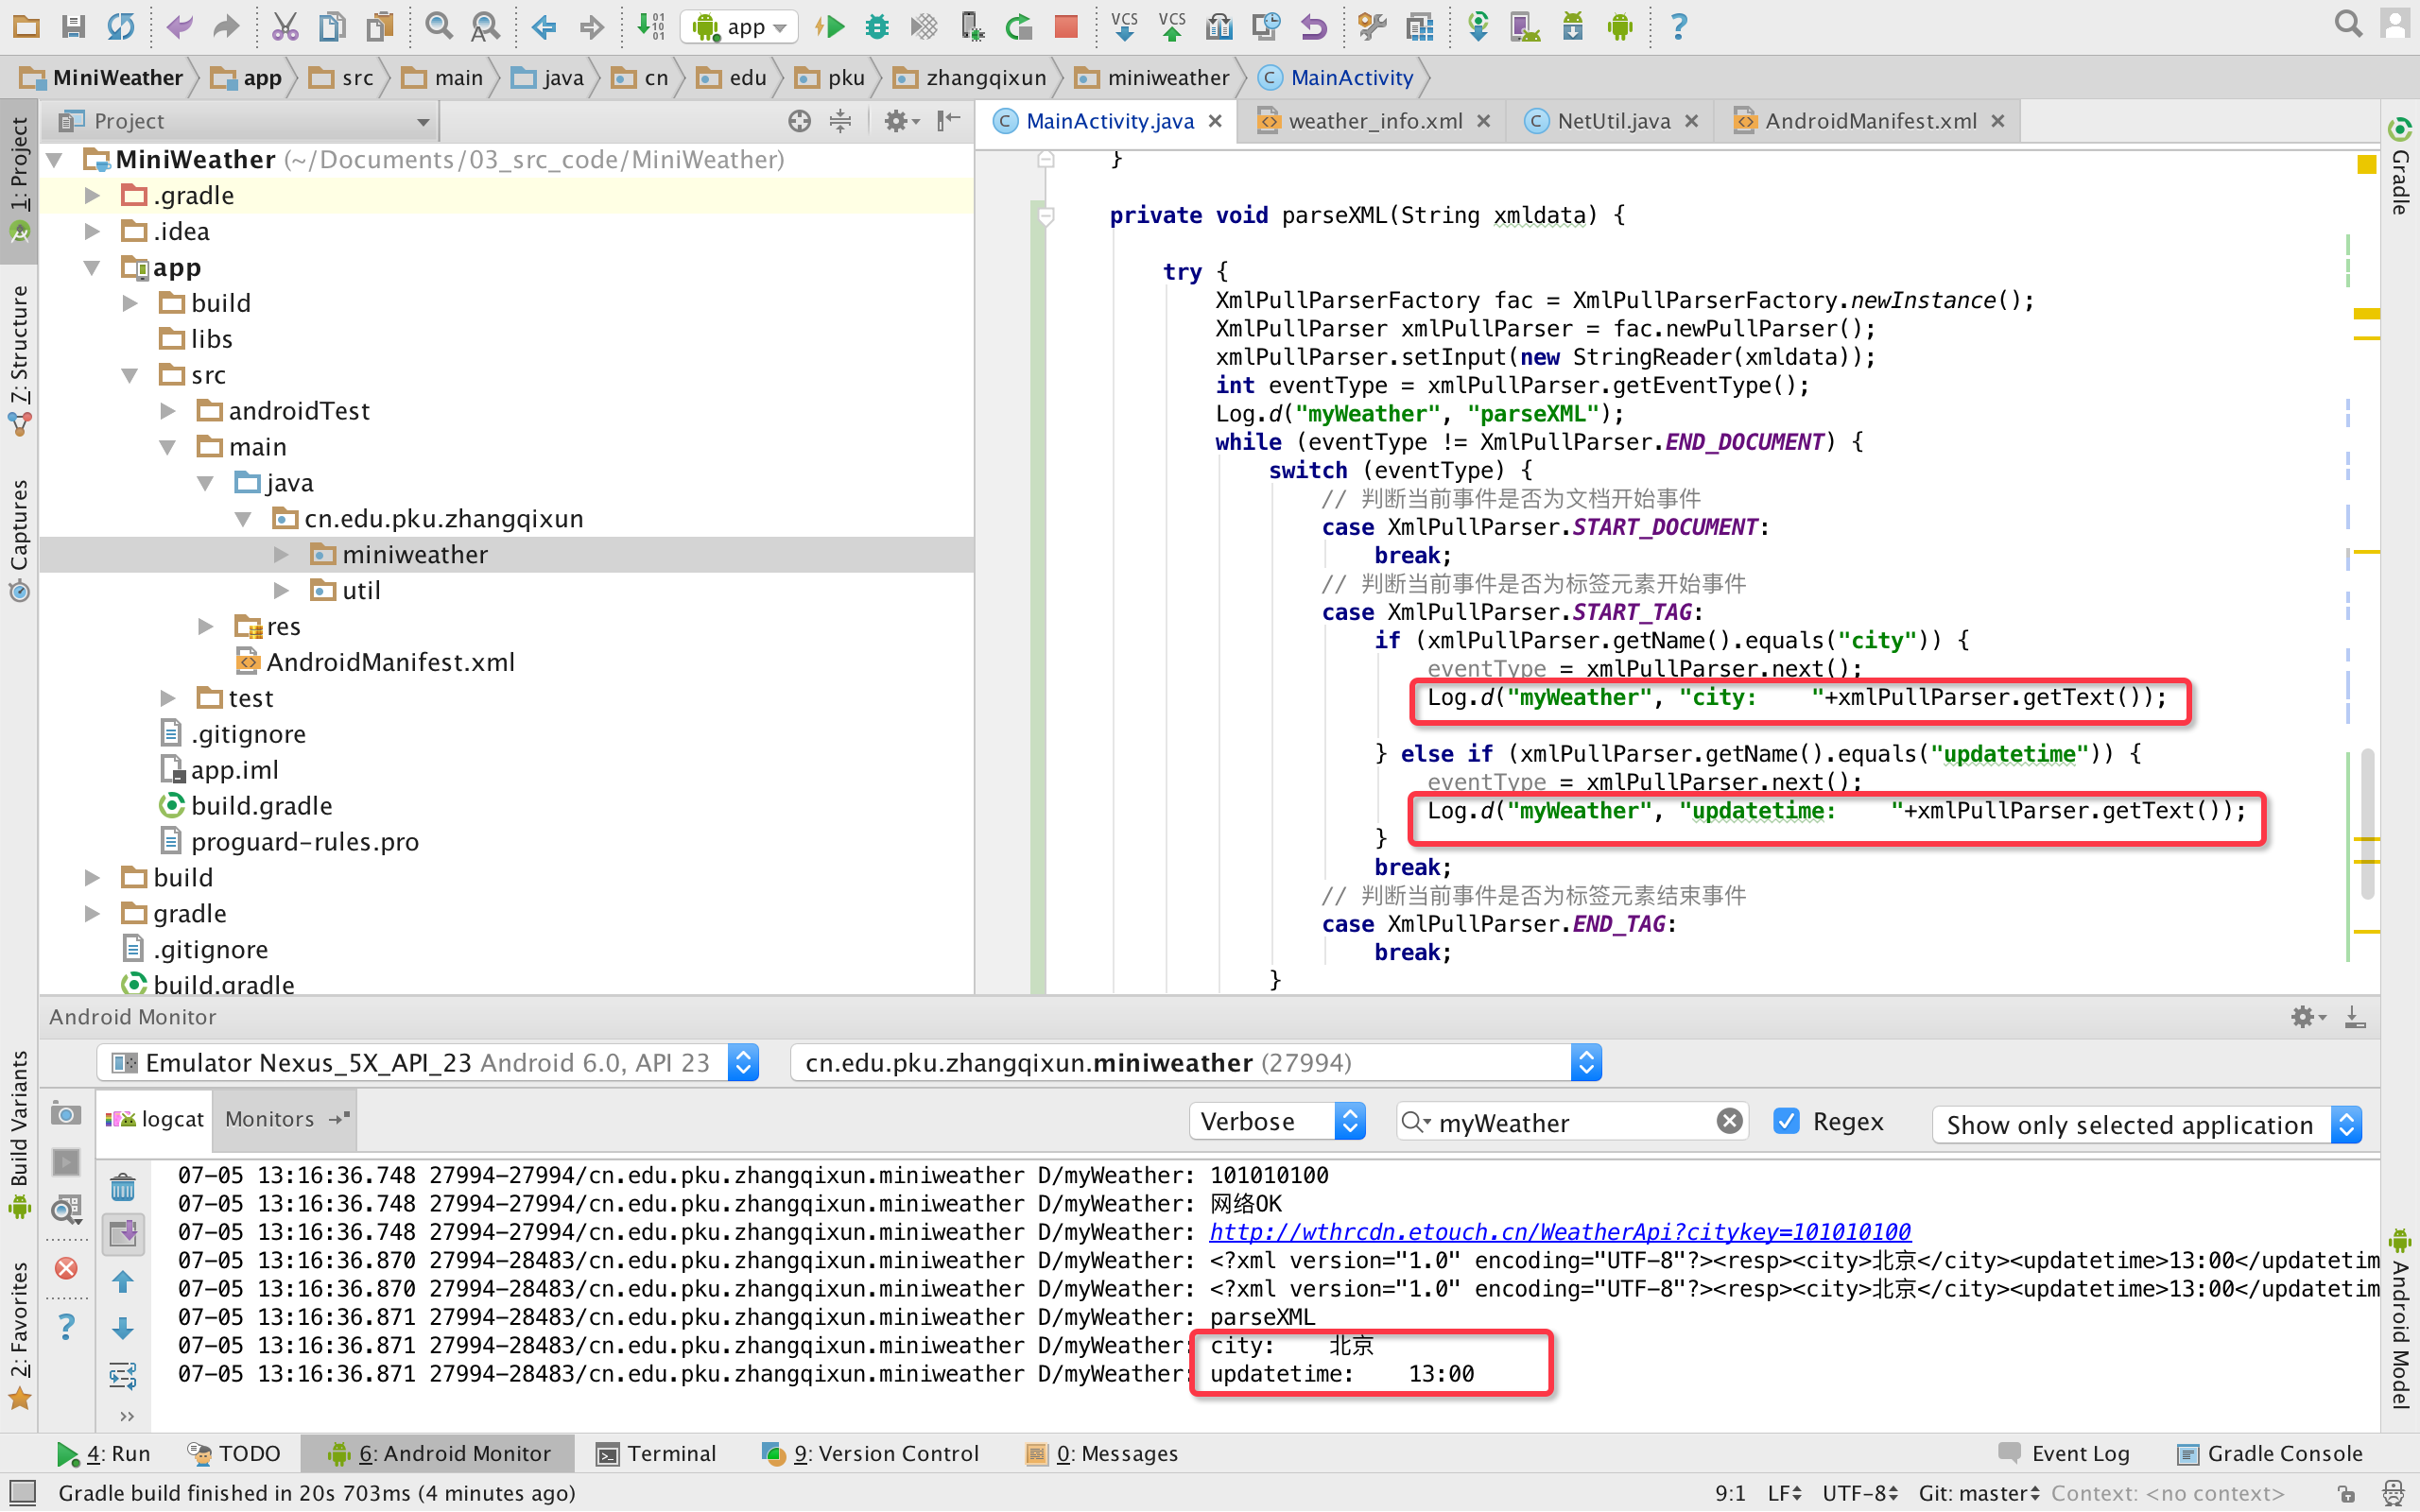 app
VCS
VCS
MiniWeather
app
src
main
java
cn
edu
pku
zhangqixun
miniweather
MainActivity
Project
MainActivity.java
weather_info.xml
NetUtil.java
AndroidManifest.xml
1: Project
Z: Structure
Captures
Build Variants
2: Favorites
Gradle
Android Model
MiniWeather (~/Documents/03_src_code/MiniWeather)
.gradle
.idea
app
build
libs
src
androidTest
main
java
cn.edu.pku.zhangqixun
miniweather
util
res
AndroidManifest.xml
test
.gitignore
app.iml
build.gradle
proguard-rules.pro
build
gradle
.gitignore
build.gradle
}
private void parseXML(String xmldata) {
try {
XmlPullParserFactory fac = XmlPullParserFactory.newInstance();
XmlPullParser xmlPullParser = fac.newPullParser();
xmlPullParser.setInput(new StringReader(xmldata));
int eventType = xmlPullParser.getEventType();
Log.d("myWeather", "parseXML");
while (eventType != XmlPullParser.END_DOCUMENT) {
switch (eventType) {
// 判断当前事件是否为文档开始事件
case XmlPullParser.START_DOCUMENT:
break;
// 判断当前事件是否为标签元素开始事件
case XmlPullParser.START_TAG:
if (xmlPullParser.getName().equals("city")) {
eventType = xmlPullParser.next();
Log.d("myWeather", "city:    "+xmlPullParser.getText());
} else if (xmlPullParser.getName().equals("updatetime")) {
eventType = xmlPullParser.next();
Log.d("myWeather", "updatetime:    "+xmlPullParser.getText());
}
break;
// 判断当前事件是否为标签元素结束事件
case XmlPullParser.END_TAG:
break;
}
Android Monitor
Emulator Nexus_5X_API_23 Android 6.0, API 23
cn.edu.pku.zhangqixun.miniweather (27994)
logcat
Monitors
Verbose
myWeather
Regex
Show only selected application
07-05 13:16:36.748 27994-27994/cn.edu.pku.zhangqixun.miniweather D/myWeather: 101010100
07-05 13:16:36.748 27994-27994/cn.edu.pku.zhangqixun.miniweather D/myWeather: 网络OK
07-05 13:16:36.748 27994-27994/cn.edu.pku.zhangqixun.miniweather D/myWeather: http://wthrcdn.etouch.cn/WeatherApi?citykey=101010100
07-05 13:16:36.870 27994-28483/cn.edu.pku.zhangqixun.miniweather D/myWeather: <?xml version="1.0" encoding="UTF-8"?><resp><city>北京</city><updatetime>13:00</updatetim
07-05 13:16:36.870 27994-28483/cn.edu.pku.zhangqixun.miniweather D/myWeather: <?xml version="1.0" encoding="UTF-8"?><resp><city>北京</city><updatetime>13:00</updatetim
07-05 13:16:36.871 27994-28483/cn.edu.pku.zhangqixun.miniweather D/myWeather: parseXML
07-05 13:16:36.871 27994-28483/cn.edu.pku.zhangqixun.miniweather D/myWeather: city:    北京
07-05 13:16:36.871 27994-28483/cn.edu.pku.zhangqixun.miniweather D/myWeather: updatetime:    13:00
4: Run
TODO
6: Android Monitor
Terminal
9: Version Control
0: Messages
Event Log
Gradle Console
Gradle build finished in 20s 703ms (4 minutes ago)
9:1
LF
UTF-8
Git: master
Context: <no context>